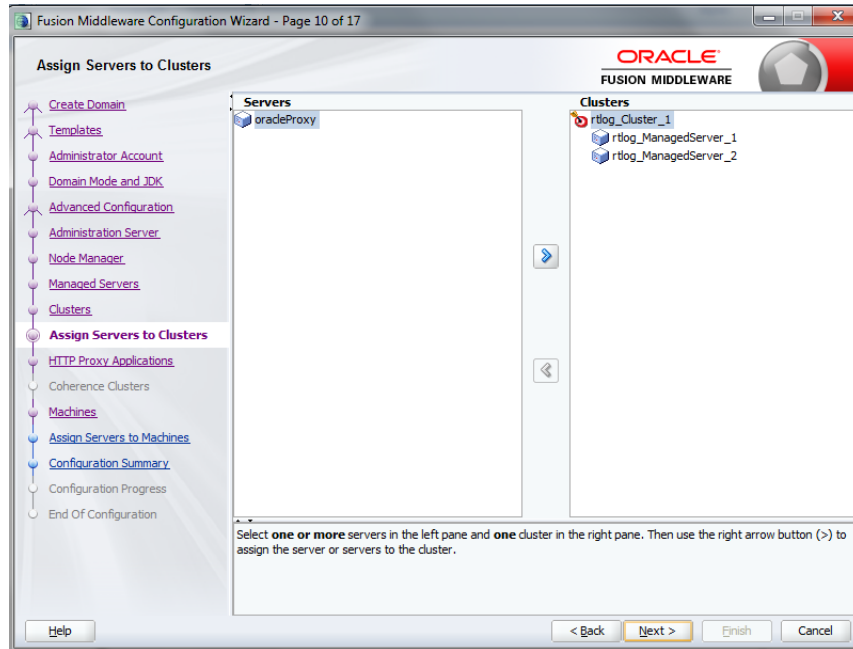 Fusion Middleware Configuration Wizard - Page 10 of 17
Assign Servers to Clusters
ORACLE
FUSION MIDDLEWARE
Create Domain
Templates
Administrator Account
Domain Mode and JDK
Advanced Configuration
Administration Server
Node Manager
Managed Servers
Clusters
Assign Servers to Clusters
HTTP Proxy Applications
Coherence Clusters
Machines
Assign Servers to Machines
Configuration Summary
Configuration Progress
End Of Configuration
Servers
oracleProxy
Clusters
rtlog_Cluster_1
rtlog_ManagedServer_1
rtlog_ManagedServer_2
Select one or more servers in the left pane and one cluster in the right pane. Then use the right arrow button (>) to
assign the server or servers to the cluster.
Help
< Back
Next >
Finish
Cancel